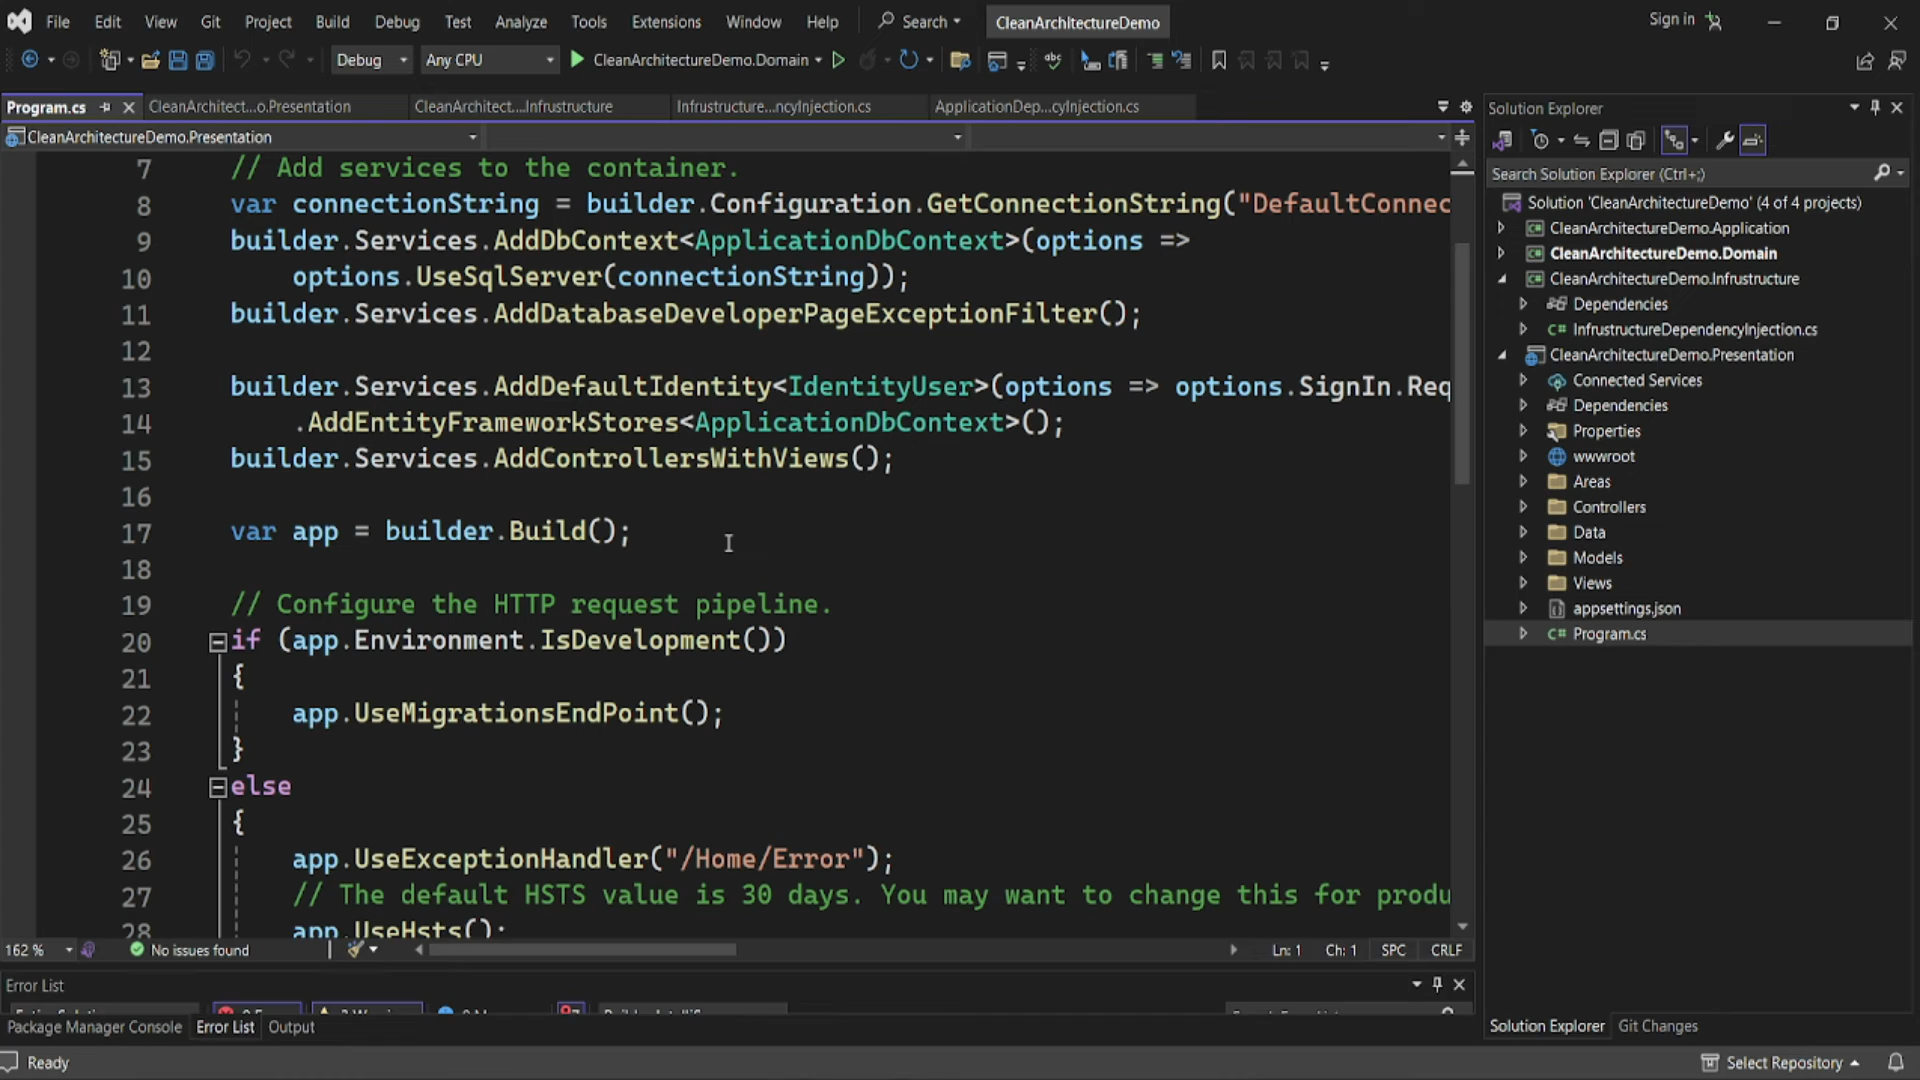 File Edit View Git Project Build Debug Test Analyze Tools Extensions Window Help Search CleanArchItectureDemo Sign in
Debug Any CPU CleanArchitectureDemo.Domain
Program.cs CleanArchitect...o.Presentation CleanArchitect....Infrustructure Infrustructure...ncyInjection.cs ApplicationDep...cyInjection.cs
CleanArchitectureDemo.Presentation
7 // Add services to the container.
8 var connectionString = builder.Configuration.GetConnectionString("DefaultConnec
9 builder.Services.AddDbContext<ApplicationDbContext>(options =>
10 options.UseSqlServer(connectionString));
11 builder.Services.AddDatabaseDeveloperPageExceptionFilter();
12
13 builder.Services.AddDefaultIdentity<IdentityUser>(options => options.SignIn.Req
14 .AddEntityFrameworkStores<ApplicationDbContext>();
15 builder.Services.AddControllersWithViews();
16
17 var app = builder.Build();
18
19 // Configure the HTTP request pipeline.
20 if (app.Environment.IsDevelopment())
21 {
22 app.UseMigrationsEndPoint();
23 }
24 else
25 {
26 app.UseExceptionHandler("/Home/Error");
27 // The default HSTS value is 30 days. You may want to change this for produ
28 app.UseHsts();
162 % No issues found Ln: 1 Ch: 1 SPC CRLF
Error List
Package Manager Console Error List Output
Ready
Solution Explorer
Search Solution Explorer (Ctrl+;)
Solution 'CleanArchitectureDemo' (4 of 4 projects)
CleanArchitectureDemo.Application
CleanArchitectureDemo.Domain
CleanArchitectureDemo.Infrustructure
Dependencies
InfrustructureDependencyInjection.cs
CleanArchitectureDemo.Presentation
Connected Services
Dependencies
Properties
wwwroot
Areas
Controllers
Data
Models
Views
appsettings.json
Program.cs
Solution Explorer Git Changes
Select Repository